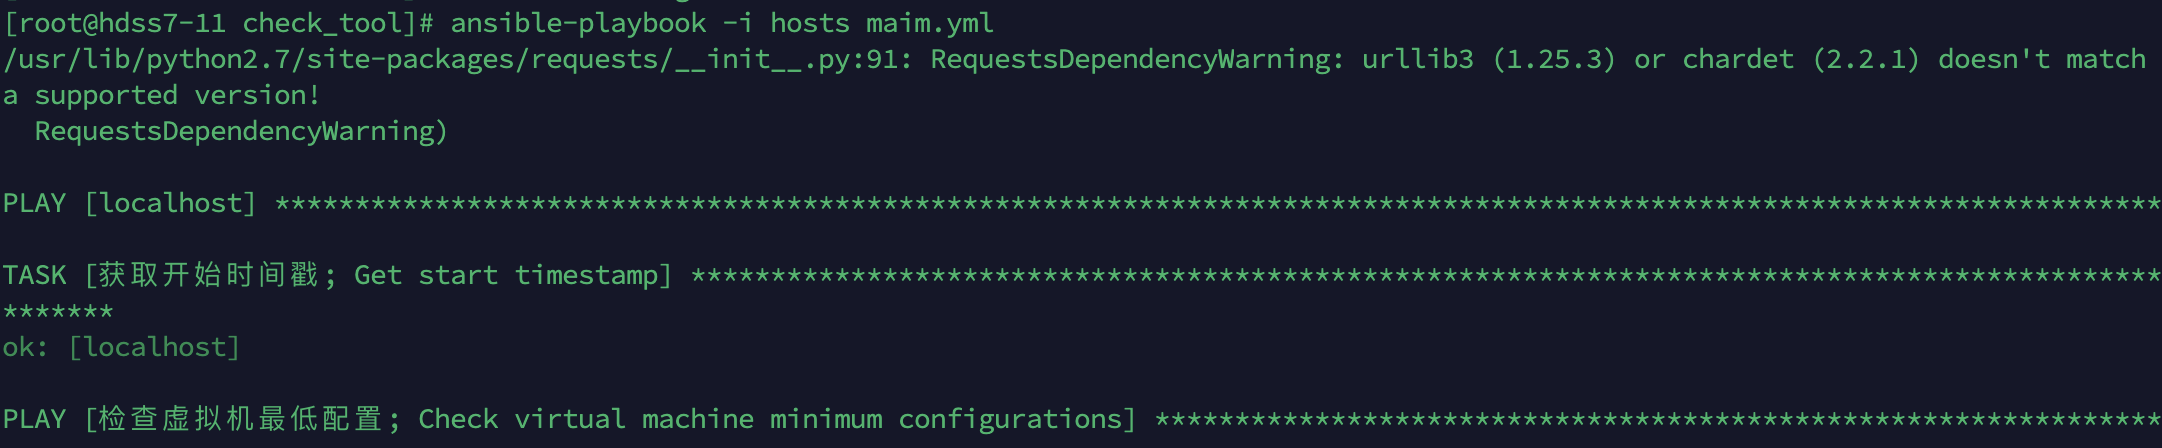 [root@hdss7-11 check_tool]# ansible-playbook -i hosts maim.yml
/usr/lib/python2.7/site-packages/requests/__init__.py:91: RequestsDependencyWarning: urllib3 (1.25.3) or chardet (2.2.1) doesn't match
a supported version!
  RequestsDependencyWarning)
PLAY [localhost] **********************************************************************************************************************
TASK [获取开始时间戳; Get start timestamp] ********************************************************************************************
*******
ok: [localhost]
PLAY [检查虚拟机最低配置; Check virtual machine minimum configurations] ***************************************************************